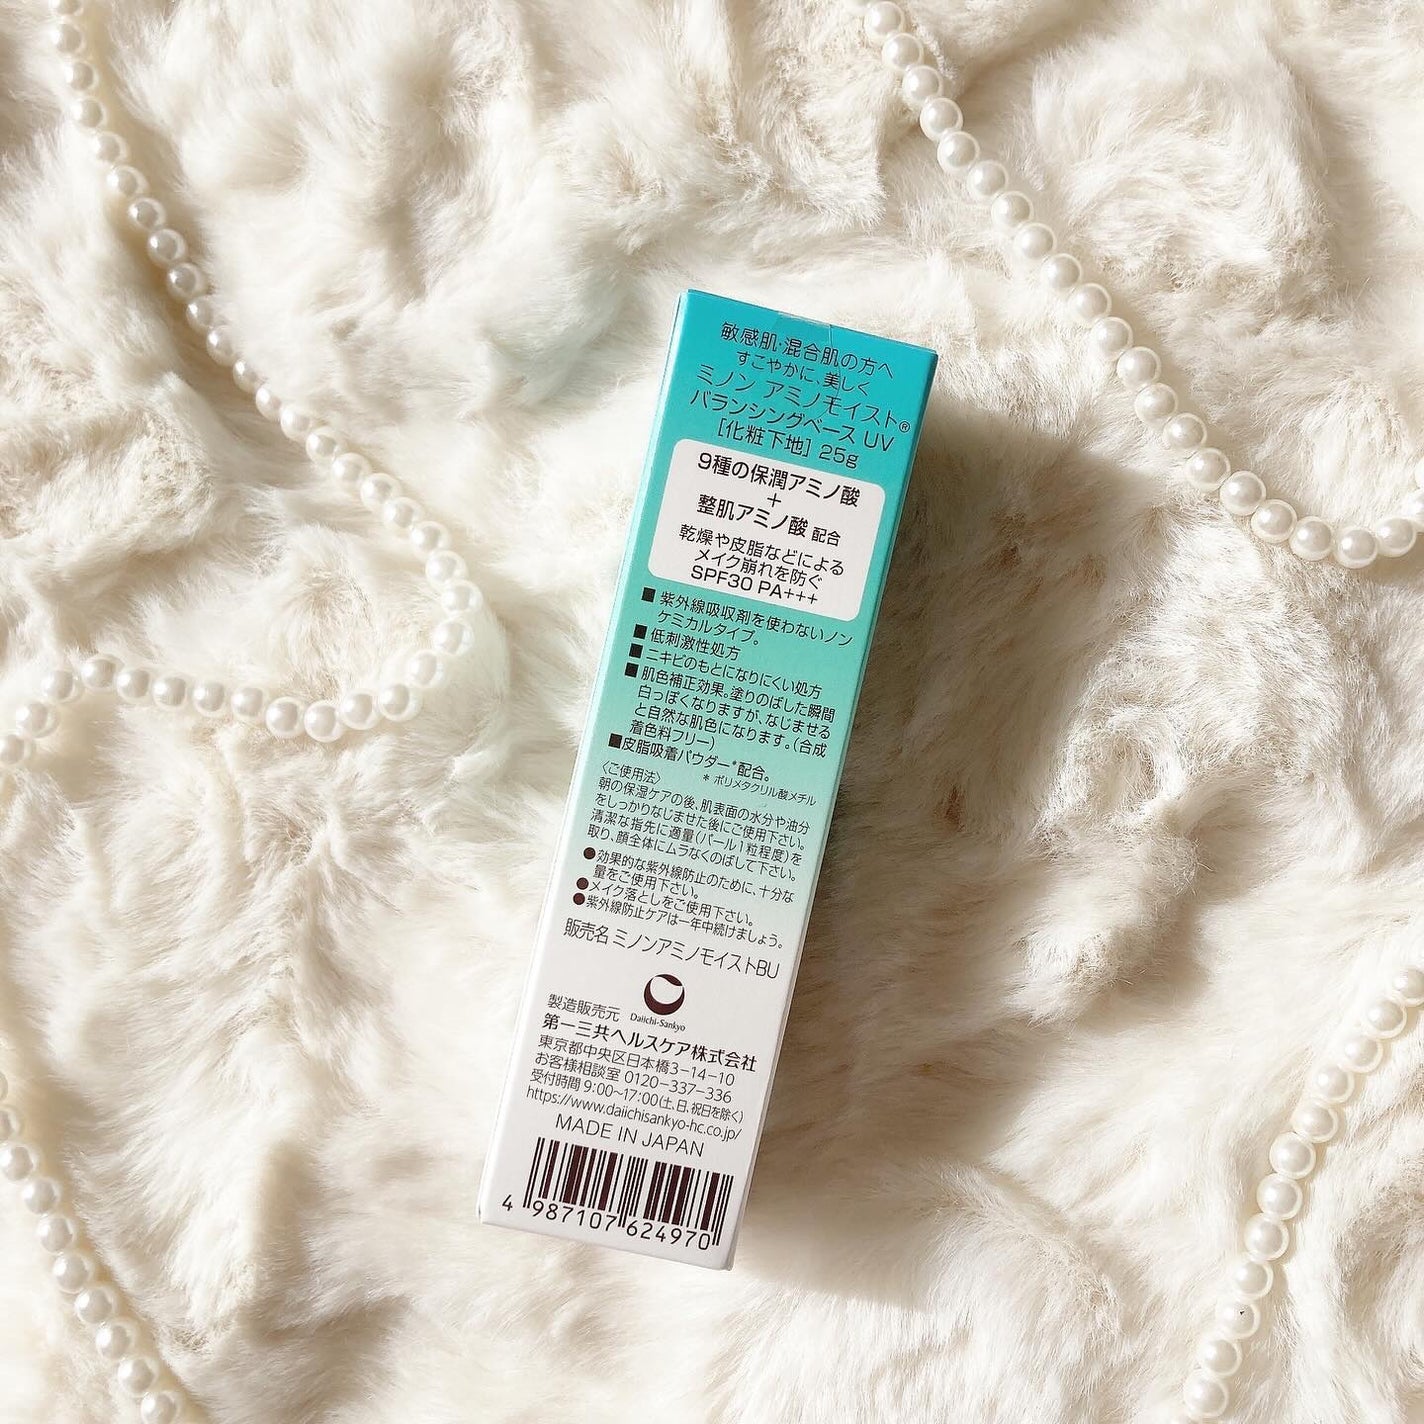 敏感肌・混合肌の方へ
すこやかに、美しく
ミノン アミノモイスト®
バランシングベース UV
［化粧下地］ 25g
9種の保潤アミノ酸
+
整肌アミノ酸 配合
乾燥や皮脂などによる
メイク崩れを防ぐ
SPF30 PA+++
■ 紫外線吸収剤を使わないノン
ケミカルタイプ。
■ 低刺激性処方
■ ニキビのもとになりにくい処方
■ 肌色補正効果。塗りのばした瞬間
白っぽくなりますが、なじませる
と自然な肌色になります。（合成
着色料フリー）
■皮脂吸着パウダー*配合。
* ポリメタクリル酸メチル
〈ご使用法〉
朝の保湿ケアの後、肌表面の水分や油分
をしっかりなじませた後にご使用下さい。
清潔な指先に適量（パール1粒程度）を
取り、顔全体にムラなくのばして下さい。
●効果的な紫外線防止のために、十分な
量をご使用下さい。
●メイク落としをご使用下さい。
●紫外線防止ケアは一年中続けましょう。
販売名 ミノンアミノモイストBU
Daiichi-Sankyo
製造販売元
第一三共ヘルスケア株式会社
東京都中央区日本橋3-14-10
お客様相談室 0120-337-336
受付時間 9:00~17:00(土、日、祝日を除く)
https://www.daiichisankyo-hc.co.jp/
MADE IN JAPAN
4 987107 624970